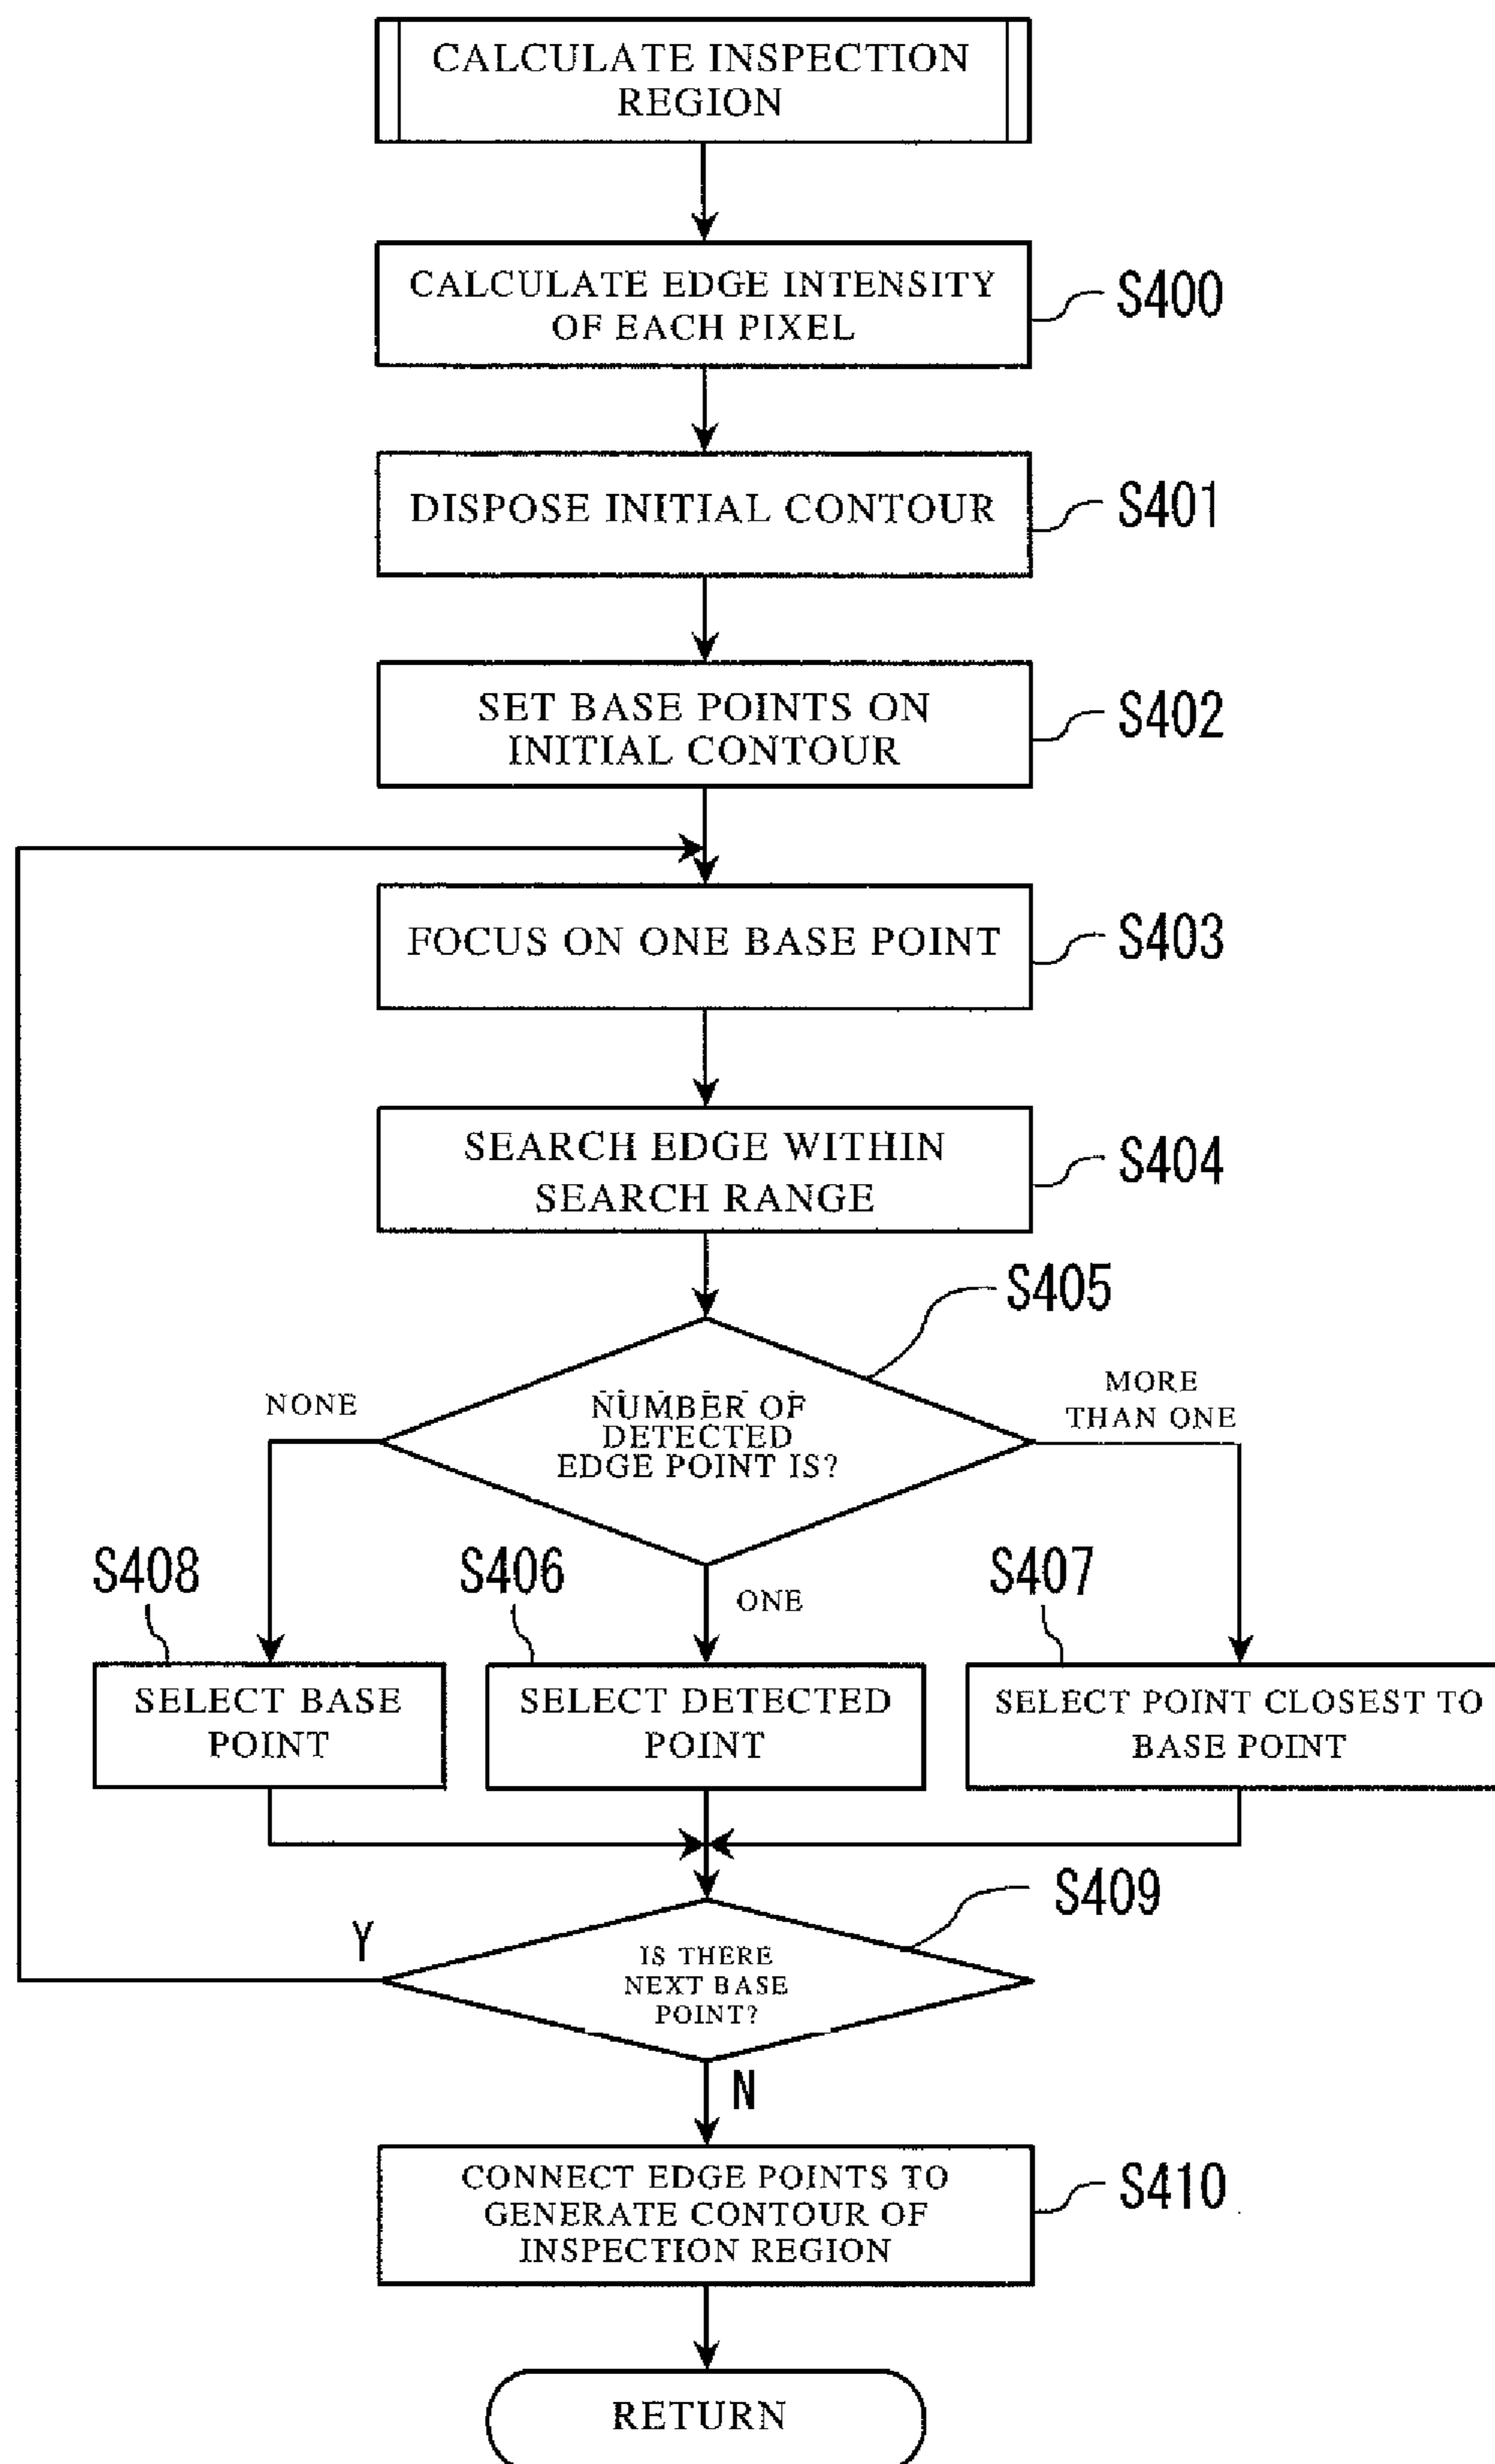 CALCULATE INSPECTION
REGION
CALCULATE EDGE INTENSITY
OF EACH PIXEL
S400
DISPOSE INITIAL CONTOUR
S401
SET BASE POINTS ON
INITIAL CONTOUR
S402
FOCUS ON ONE BASE POINT
S403
SEARCH EDGE WITHIN
SEARCH RANGE
S404
S405
NUMBER OF
DETECTED
EDGE POINT IS?
NONE
MORE
THAN ONE
ONE
S408
S406
S407
SELECT BASE
POINT
SELECT DETECTED
POINT
SELECT POINT CLOSEST TO
BASE POINT
S409
Y
IS THERE
NEXT BASE
POINT?
N
CONNECT EDGE POINTS TO
GENERATE CONTOUR OF
INSPECTION REGION
S410
RETURN